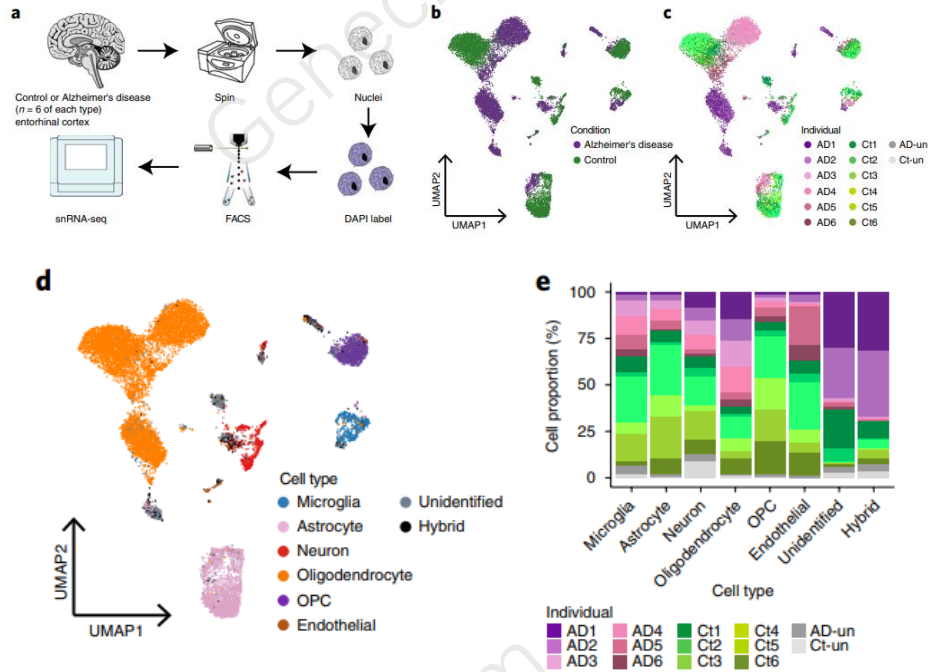 a
Control or Alzheimer's disease
(n = 6 of each type)
entorhinal cortex
Spin
Nuclei
snRNA-seq
FACS
DAPI label
b
Condition
Alzheimer's disease
Control
UMAP2
UMAP1
c
Individual
AD1
Ct1
AD-un
AD2
Ct2
Ct-un
AD3
Ct3
AD4
Ct4
AD5
Ct5
AD6
Ct6
UMAP2
UMAP1
d
Cell type
Microglia
Unidentified
Astrocyte
Hybrid
Neuron
Oligodendrocyte
OPC
Endothelial
UMAP2
UMAP1
e
Cell proportion (%)
100
75
50
25
0
Microglia
Astrocyte
Neuron
Oligodendrocyte
OPC
Endothelial
Unidentified
Hybrid
Cell type
Individual
AD1
AD4
Ct1
Ct4
AD-un
AD2
AD5
Ct2
Ct5
Ct-un
AD3
AD6
Ct3
Ct6